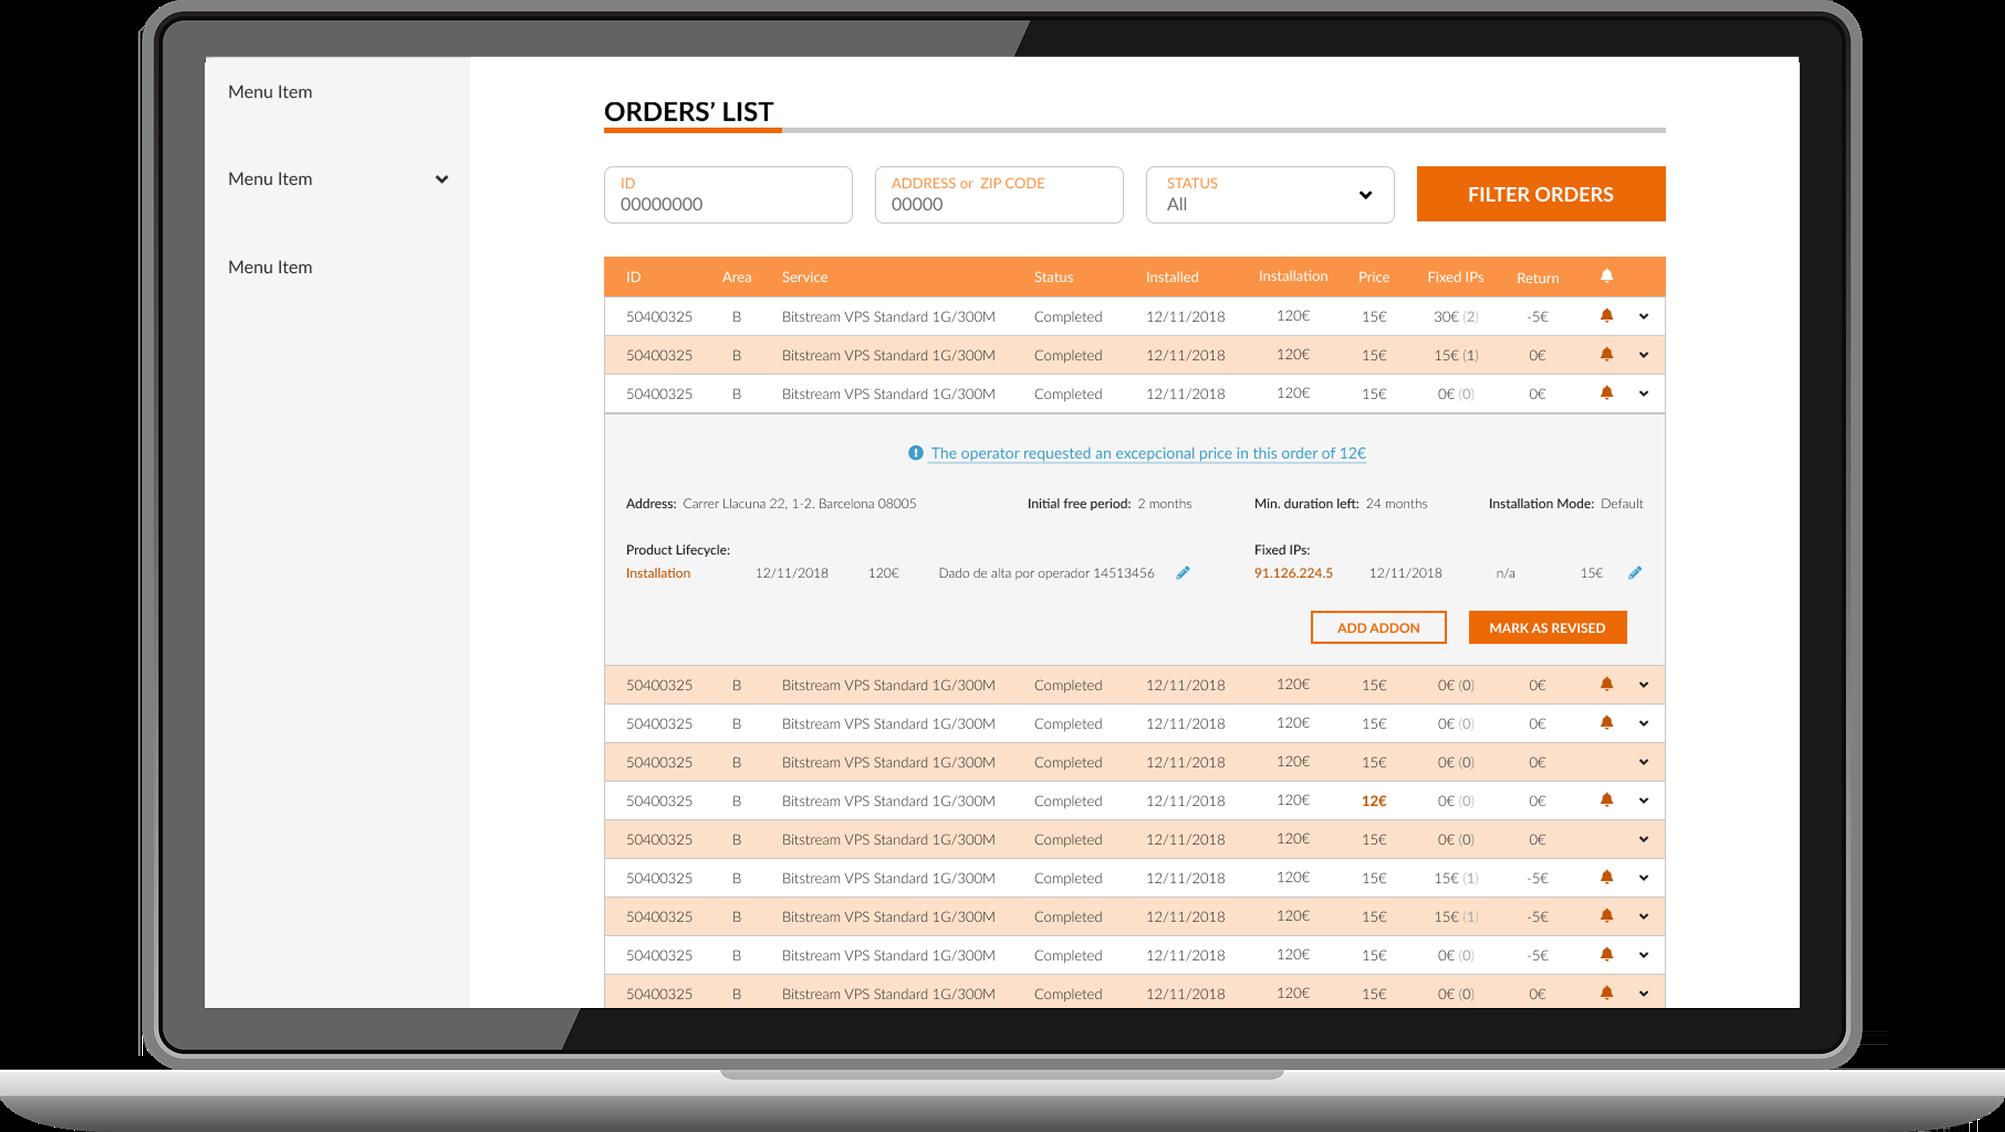 Menu Item
Menu Item
Menu Item
ORDERS’ LIST
ID
00000000
ADDRESS or ZIP CODE
00000
STATUS
All
FILTER ORDERS
ID Area Service Status Installed Installation Price Fixed IPs Return
50400325 B Bitstream VPS Standard 1G/300M Completed 12/11/2018 120€ 15€ 30€ (2) -5€
50400325 B Bitstream VPS Standard 1G/300M Completed 12/11/2018 120€ 15€ 15€ (1) 0€
50400325 B Bitstream VPS Standard 1G/300M Completed 12/11/2018 120€ 15€ 0€ (0) 0€
The operator requested an excepcional price in this order of 12€
Address: Carrer Llacuna 22, 1-2. Barcelona 08005 Initial free period: 2 months Min. duration left: 24 months Installation Mode: Default
Product Lifecycle: Fixed IPs:
Installation 12/11/2018 120€ Dado de alta por operador 14513456 91.126.224.5 12/11/2018 n/a 15€
ADD ADDON MARK AS REVISED
50400325 B Bitstream VPS Standard 1G/300M Completed 12/11/2018 120€ 15€ 0€ (0) 0€
50400325 B Bitstream VPS Standard 1G/300M Completed 12/11/2018 120€ 15€ 0€ (0) 0€
50400325 B Bitstream VPS Standard 1G/300M Completed 12/11/2018 120€ 15€ 0€ (0) 0€
50400325 B Bitstream VPS Standard 1G/300M Completed 12/11/2018 120€ 12€ 0€ (0) 0€
50400325 B Bitstream VPS Standard 1G/300M Completed 12/11/2018 120€ 15€ 0€ (0) 0€
50400325 B Bitstream VPS Standard 1G/300M Completed 12/11/2018 120€ 15€ 15€ (1) -5€
50400325 B Bitstream VPS Standard 1G/300M Completed 12/11/2018 120€ 15€ 15€ (1) -5€
50400325 B Bitstream VPS Standard 1G/300M Completed 12/11/2018 120€ 15€ 0€ (0) -5€
50400325 B Bitstream VPS Standard 1G/300M Completed 12/11/2018 120€ 15€ 0€ (0) 0€